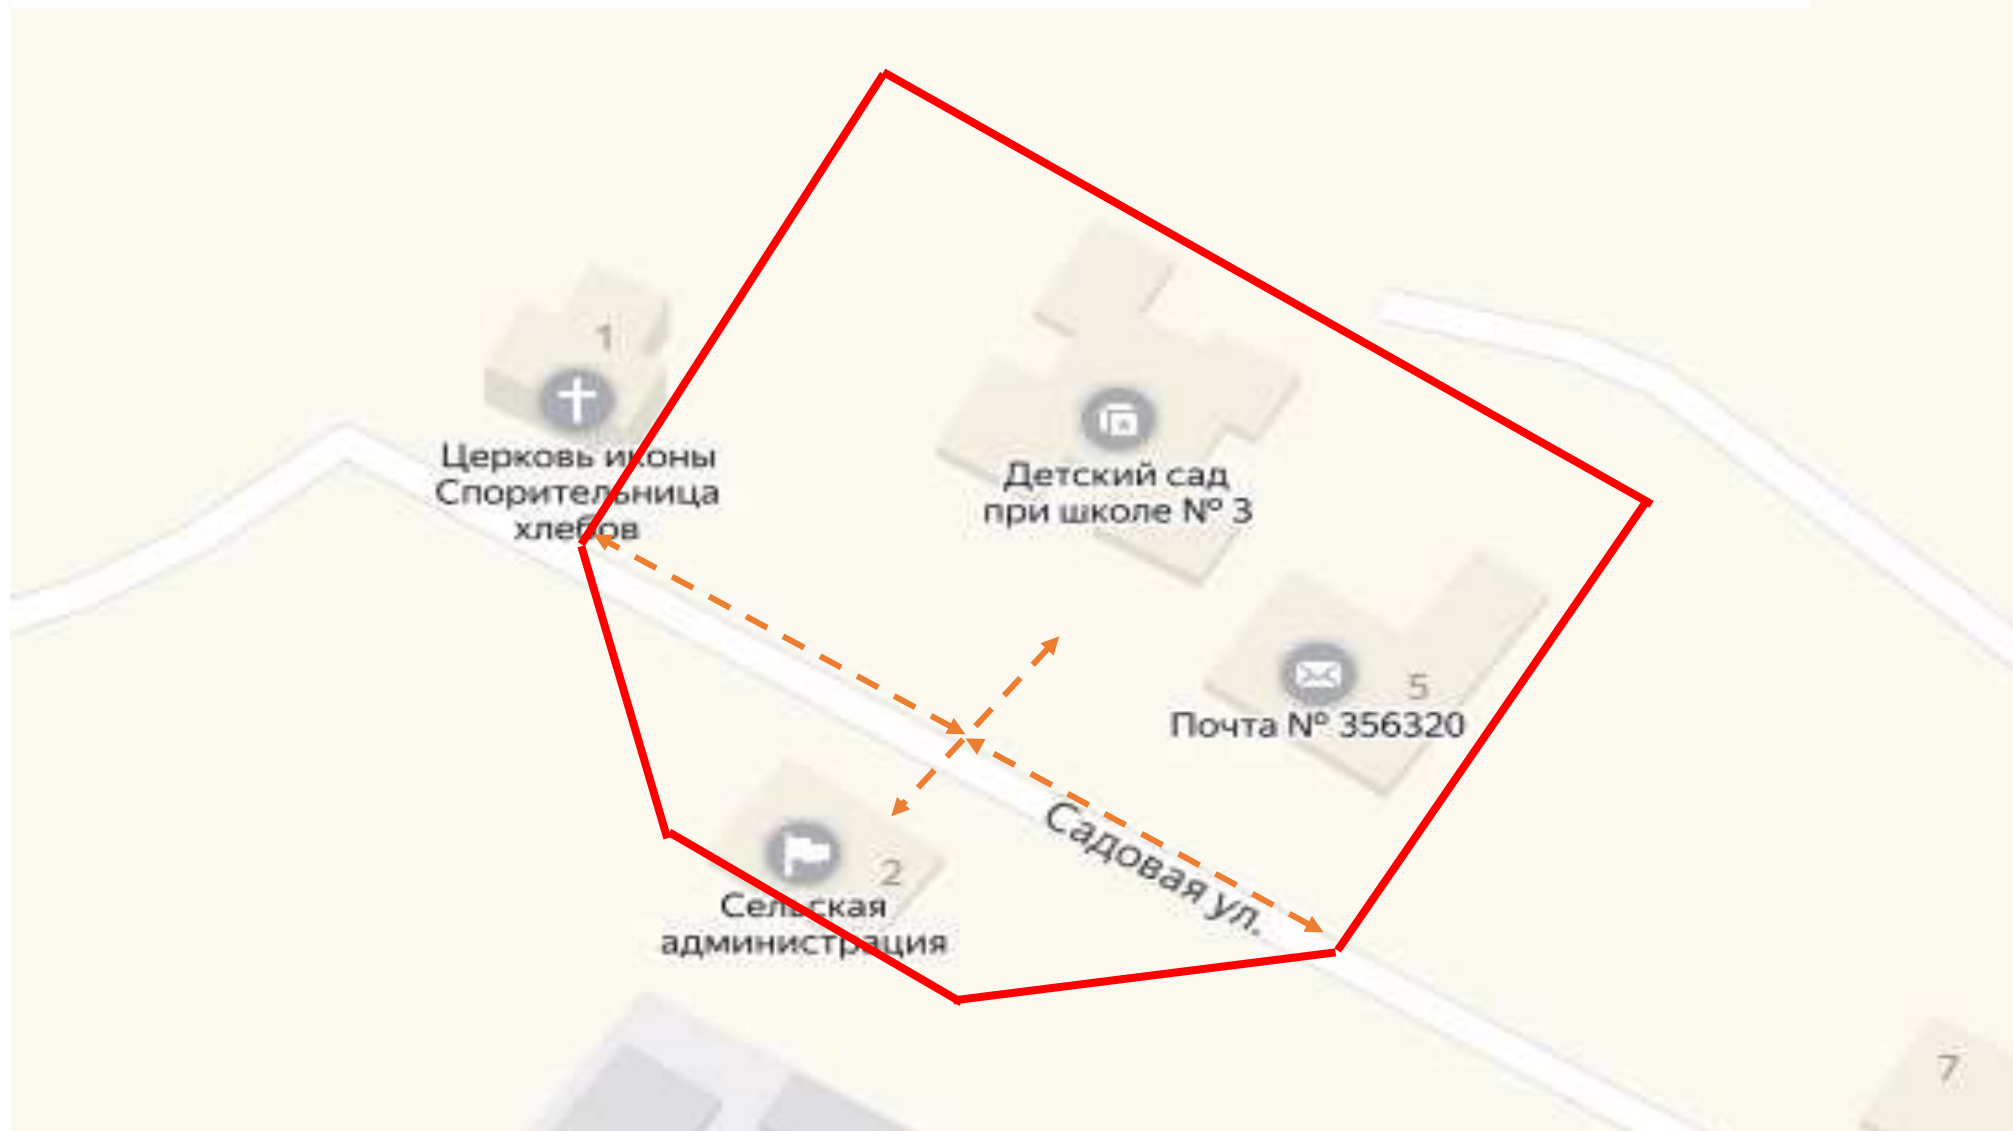 1
Церковь иконы
Спорительница
хлебов
Детский сад
при школе № 3
5
Почта № 356320
Садовая ул.
2
Сельская
администрация
7